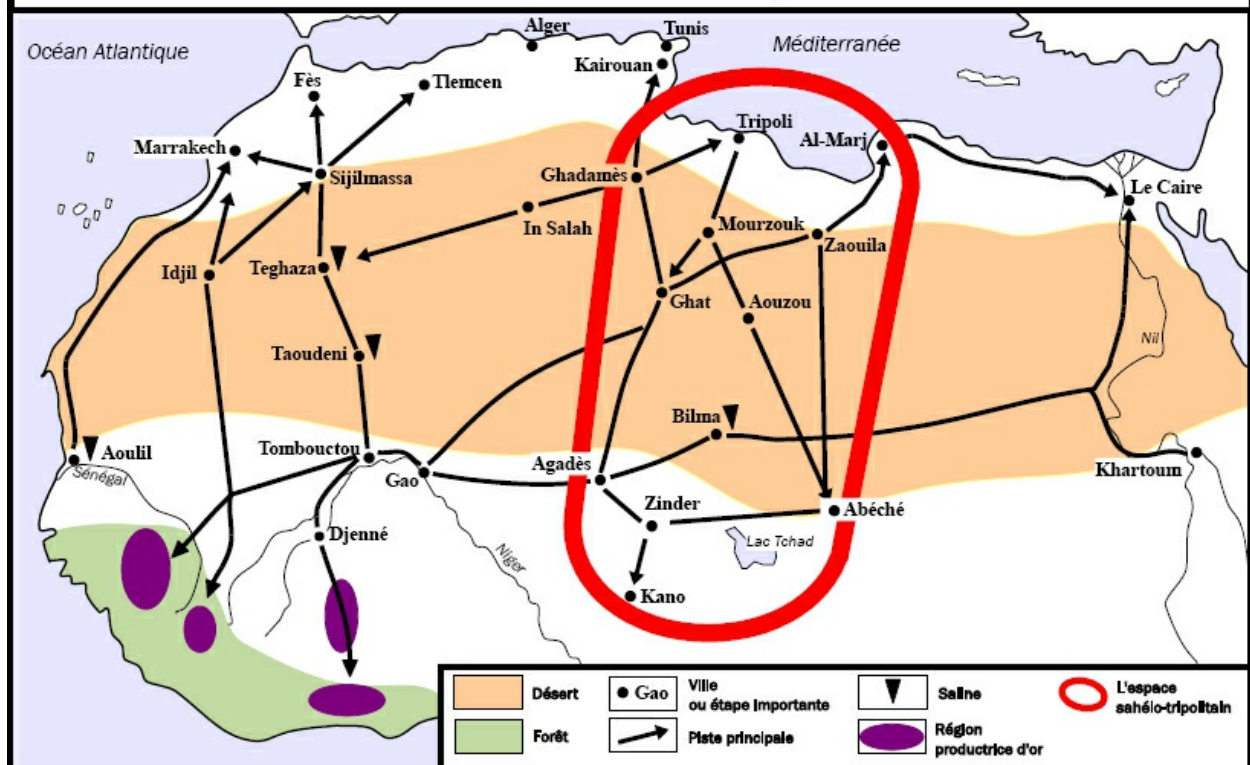 Alger
Tunis
Océan Atlantique
Méditerranée
Kairouan
Fès
Tlemcen
Tripoli
Marrakech
Al-Marj
Sijilmassa
Ghadamès
Le Caire
In Salah
Mourzouk
Zaouila
Idjil
Teghaza
Ghat
Aouzou
Nil
Taoudeni
Bilma
Aoulil
Tombouctou
Sénégal
Gao
Agadès
Khartoum
Zinder
Abéché
Djenné
Lac Tchad
Niger
Kano
Désert
Gao
Ville
ou étape importante
Saline
L'espace
sahélo-tripolitain
Forêt
Piste principale
Région
productrice d'or